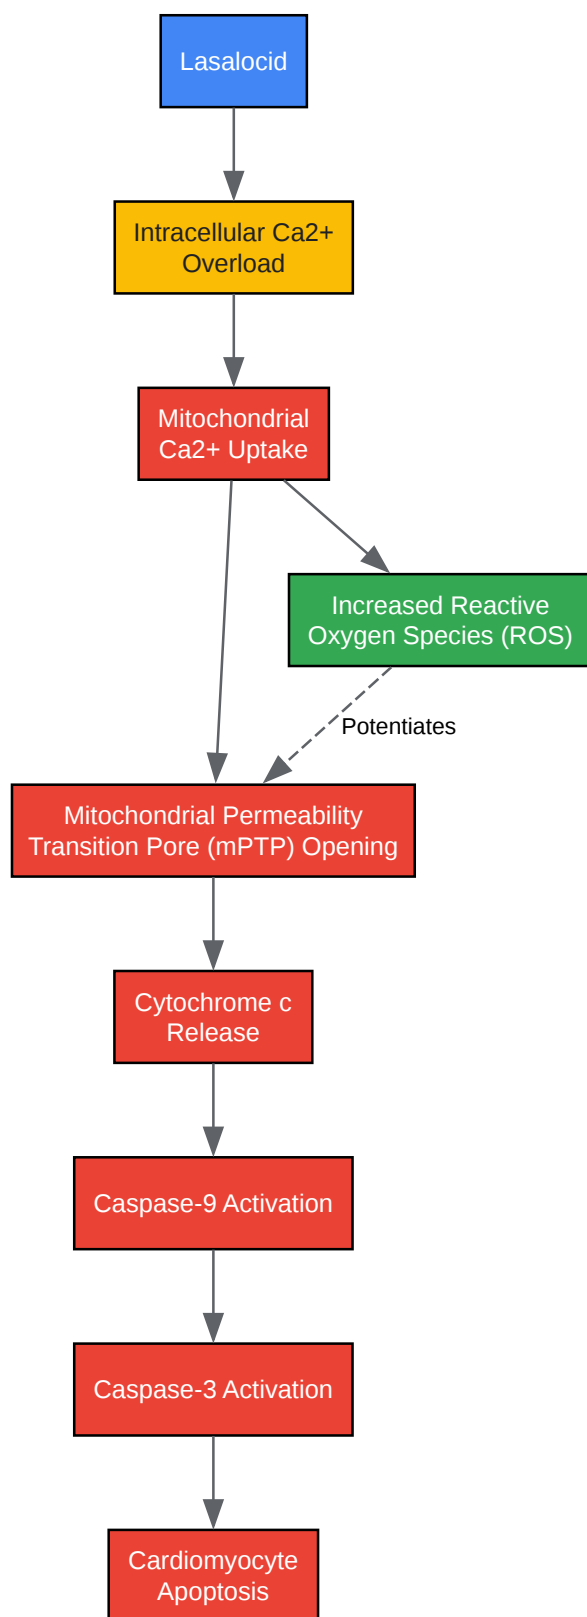 Lasalocid
Intracellular Ca2+
Overload
Mitochondrial
Ca2+ Uptake
Increased Reactive
Oxygen Species (ROS)
Potentiates
Mitochondrial Permeability
Transition Pore (mPTP) Opening
Cytochrome c
Release
Caspase-9 Activation
Caspase-3 Activation
Cardiomyocyte
Apoptosis